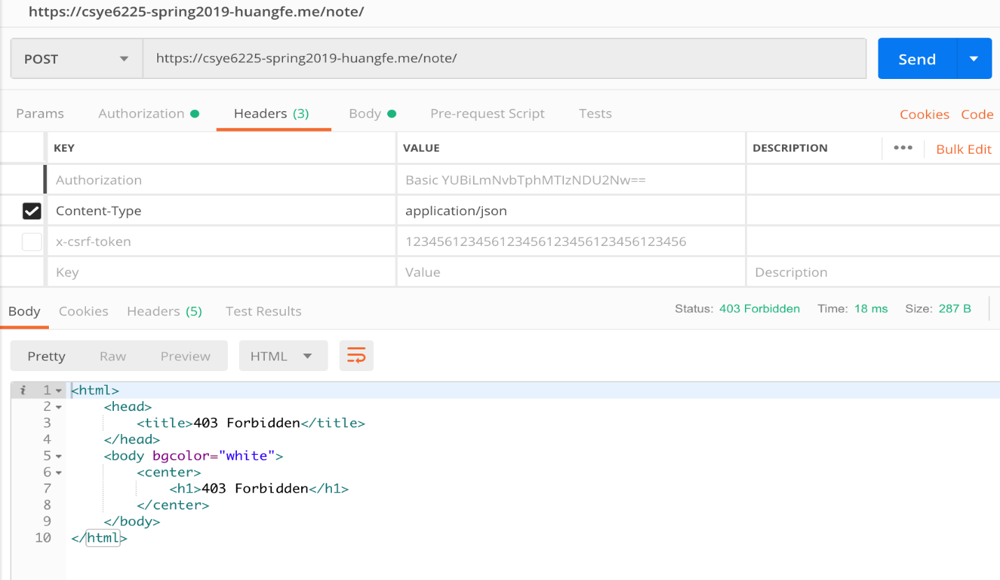 https://csye6225-spring2019-huangfe.me/note/
POST https://csye6225-spring2019-huangfe.me/note/ Send
Params Authorization Headers (3) Body Pre-request Script Tests Cookies Code
KEY VALUE DESCRIPTION ••• Bulk Edit
Authorization Basic YUBiLmNvbTphMTIzNDU2Nw==
Content-Type application/json
x-csrf-token 123456123456123456123456123456123456
Key Value Description
Body Cookies Headers (5) Test Results Status: 403 Forbidden Time: 18 ms Size: 287 B
Pretty Raw Preview HTML
i 1 <html>
2 <head>
3 <title>403 Forbidden</title>
4 </head>
5 <body bgcolor="white">
6 <center>
7 <h1>403 Forbidden</h1>
8 </center>
9 </body>
10 </html>